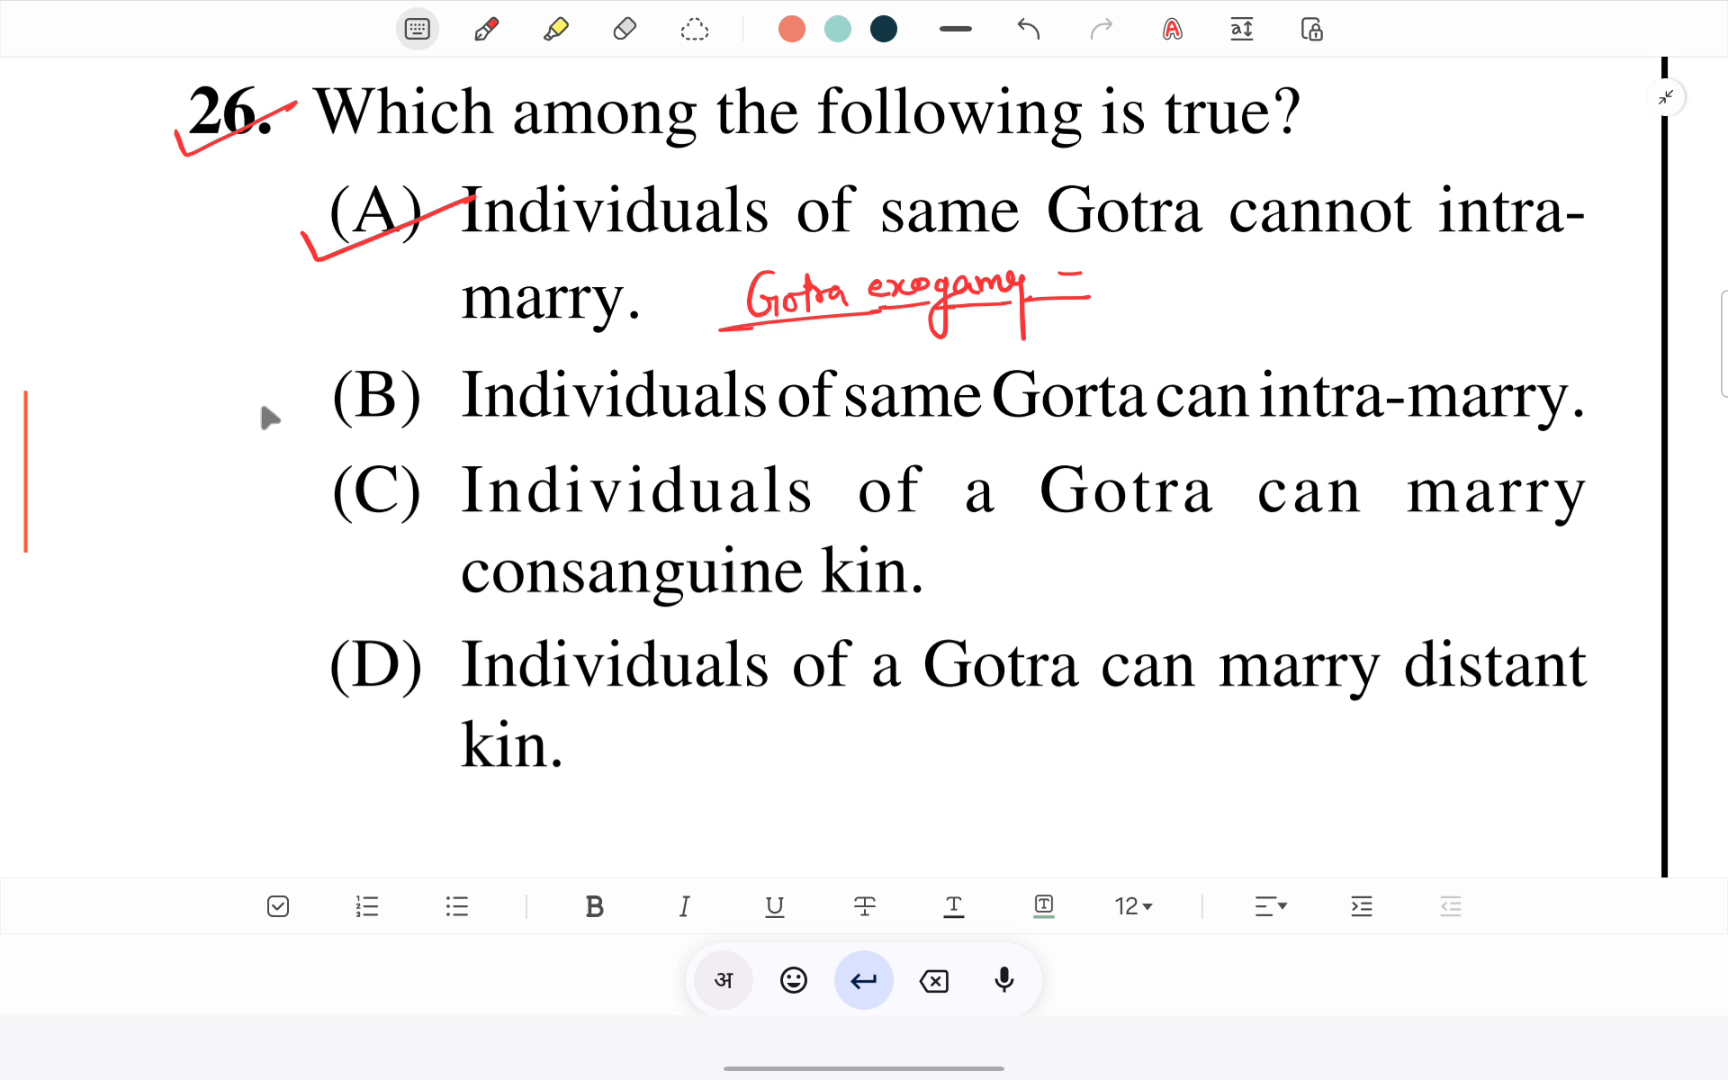 26. Which among the following is true?
(A) Individuals of same Gotra cannot intra-
marry. Gotra exogamy =
(B) Individuals of same Gorta can intra-marry.
(C) Individuals of a Gotra can marry
consanguine kin.
(D) Individuals of a Gotra can marry distant
kin.
B I U T T T 12
अ